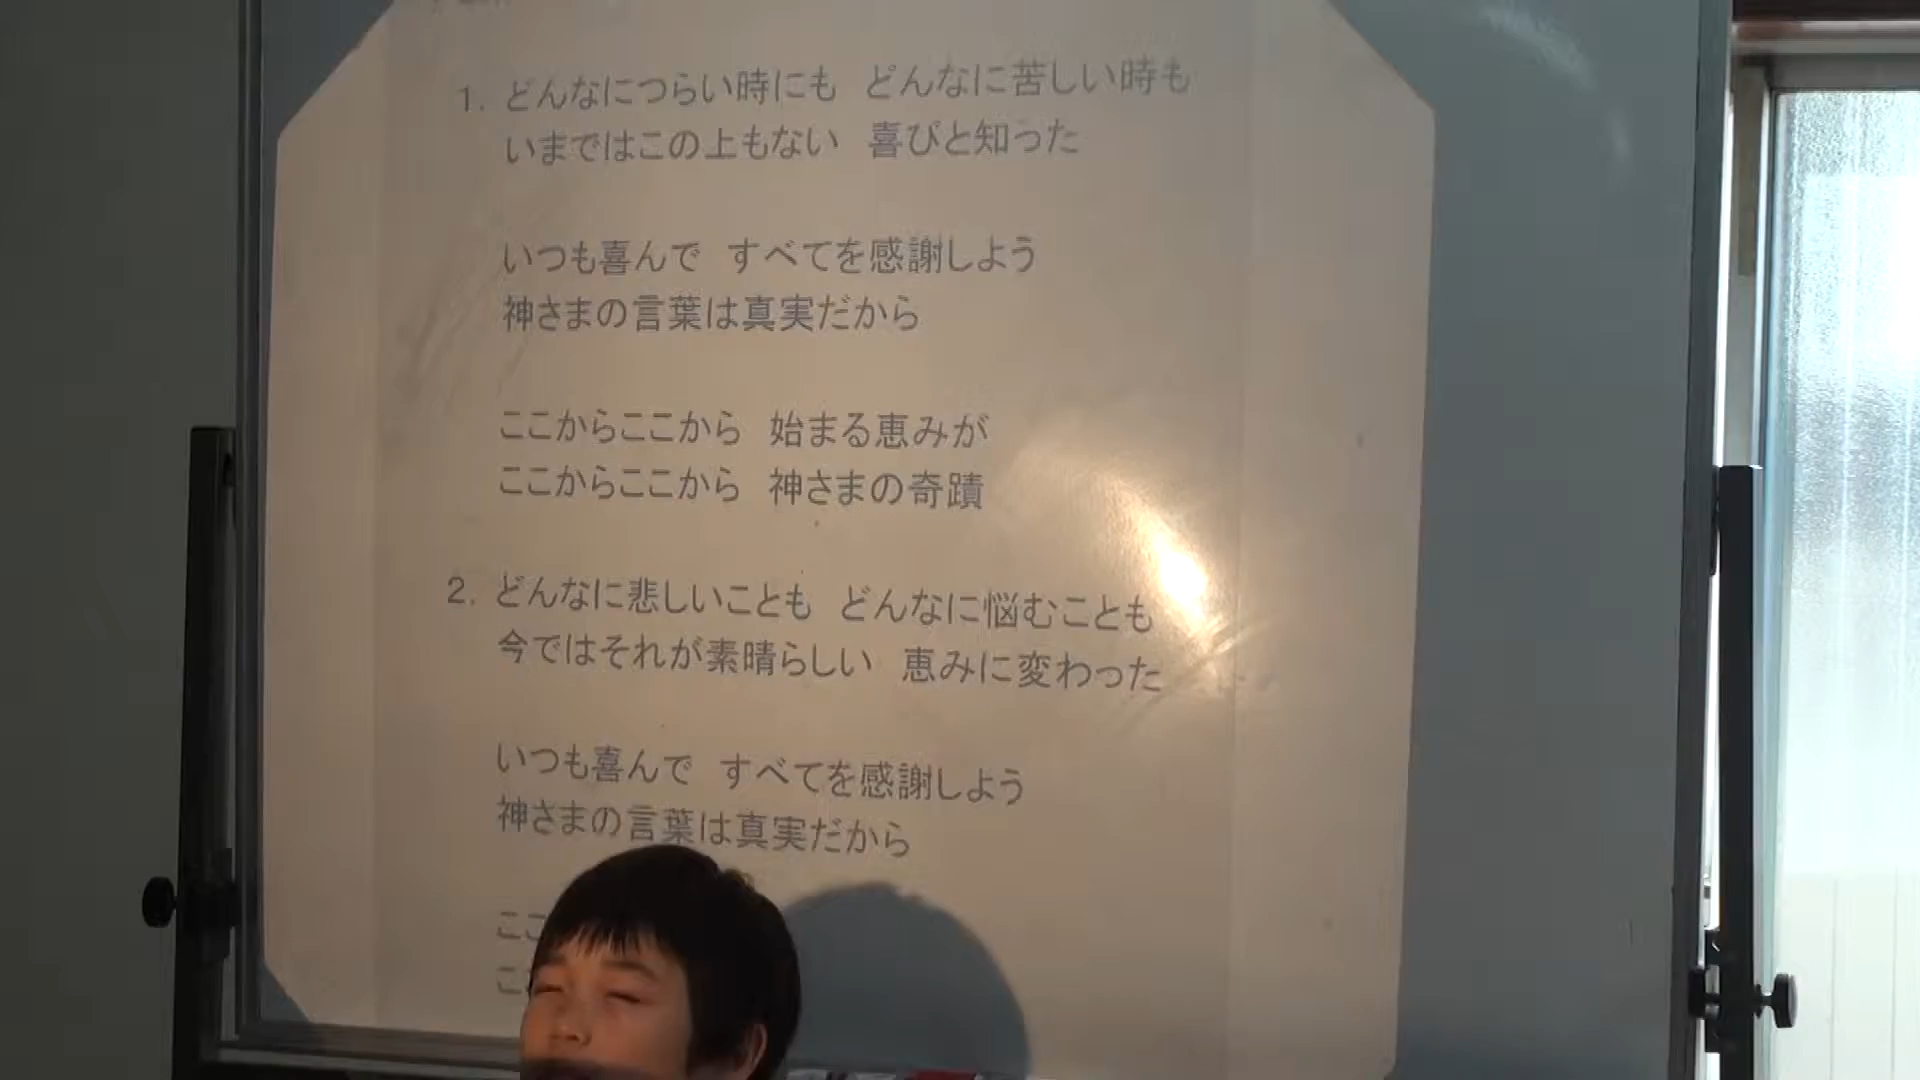 1. どんなにつらい時にも　どんなに苦しい時も
いまではこの上もない　喜びと知った
いつも喜んで　すべてを感謝しよう
神さまの言葉は真実だから
ここからここから　始まる恵みが
ここからここから　神さまの奇蹟
2. どんなに悲しいことも　どんなに悩むことも
今ではそれが素晴らしい　恵みに変わった
いつも喜んで　すべてを感謝しよう
神さまの言葉は真実だから
ここ